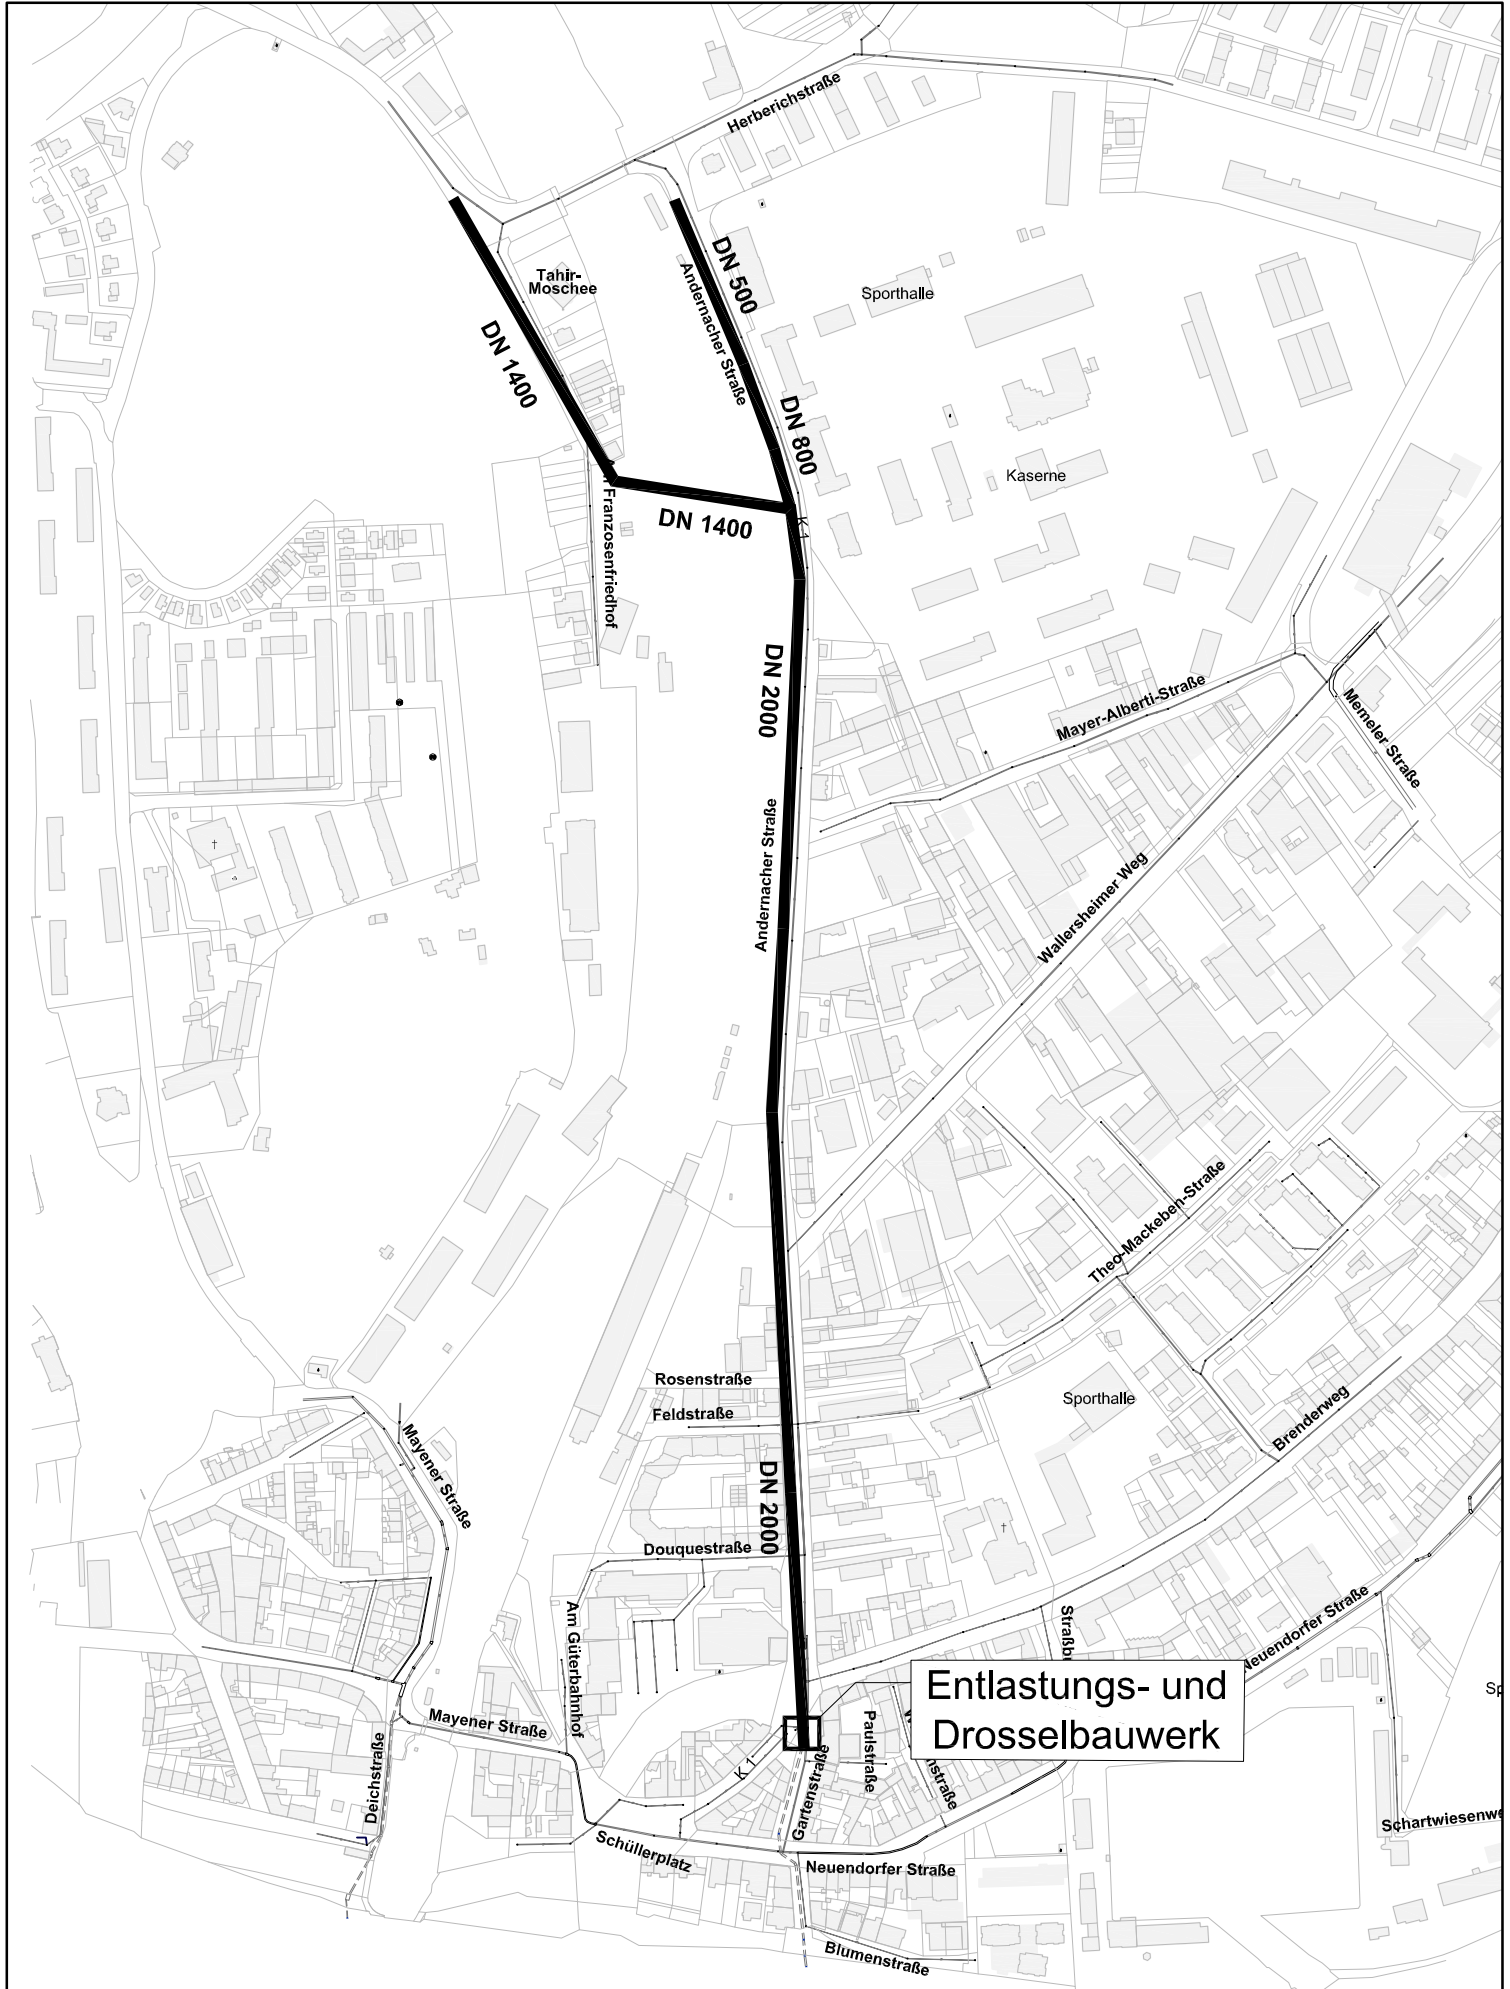 Herberichstraße
Tahir-
Moschee
DN 500
Andernacher Straße
Sporthalle
DN 1400
DN 800
Kaserne
DN 1400
K 1
Franzosenfriedhof
DN 2000
Mayer-Alberti-Straße
Memeler Straße
Andernacher Straße
Wallersheimer Weg
Theo-Mackeben-Straße
Rosenstraße
Feldstraße
Sporthalle
Brenderweg
Mayener Straße
DN 2000
Douquestraße
Am Güterbahnhof
Neuendorfer Straße
Entlastungs- und
Drosselbauwerk
Mayener Straße
Paulstraße
Deichstraße
K 1
Gartenstraße
Schüllerplatz
Neuendorfer Straße
Blumenstraße